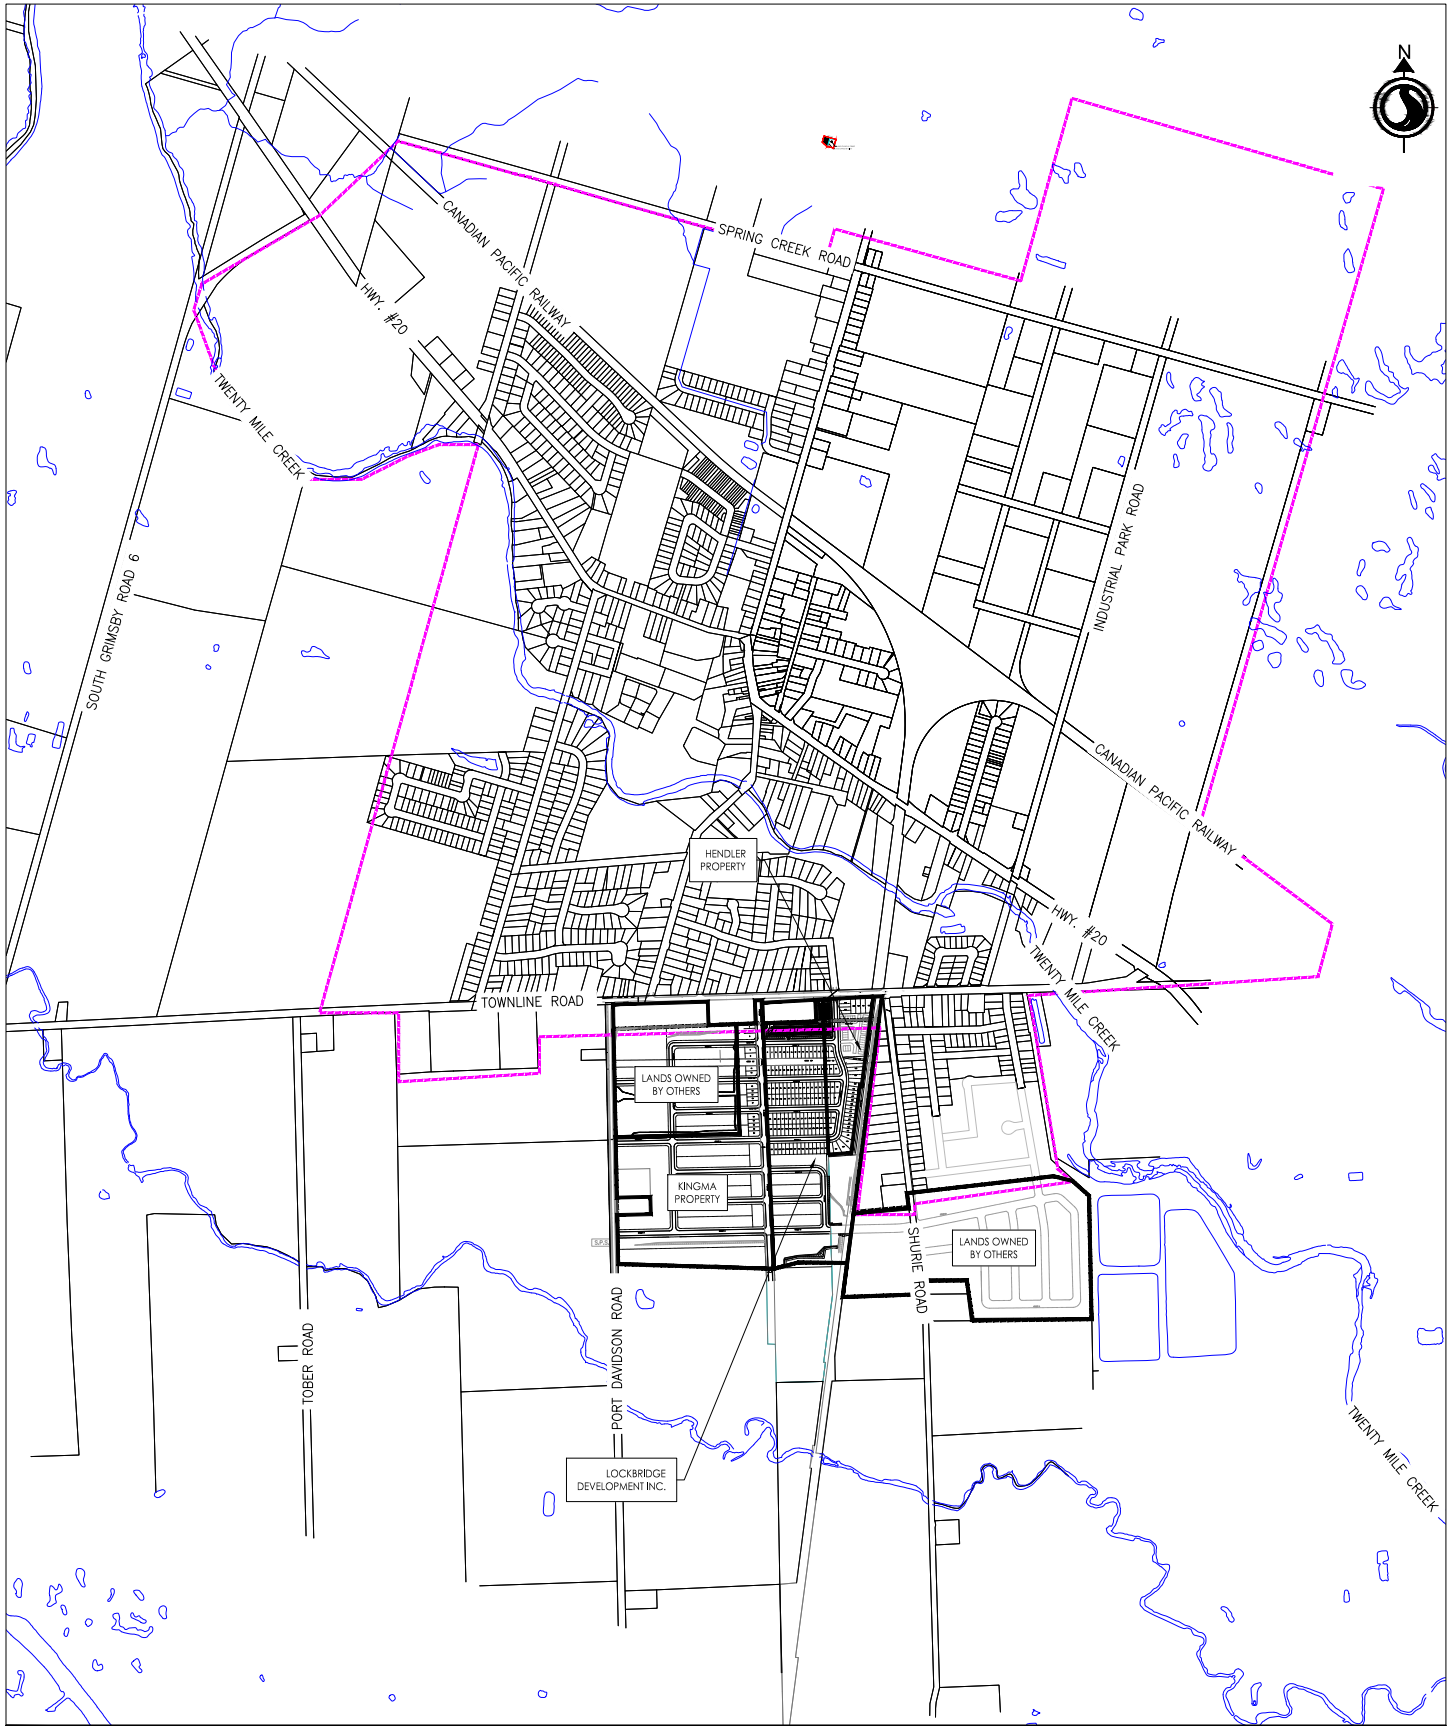 N
SPRING CREEK ROAD
CANADIAN PACIFIC RAILWAY
HWY. #20
TWENTY MILE CREEK
SOUTH GRIMSBY ROAD 6
INDUSTRIAL PARK ROAD
CANADIAN PACIFIC RAILWAY
HENDLER
PROPERTY
HWY. #20
TWENTY MILE CREEK
TOWNLINE ROAD
LANDS OWNED
BY OTHERS
KINGMA
PROPERTY
LANDS OWNED
BY OTHERS
SHURIE ROAD
S.P.S.
PORT DAVIDSON ROAD
TOBER ROAD
TWENTY MILE CREEK
LOCKBRIDGE
DEVELOPMENT INC.